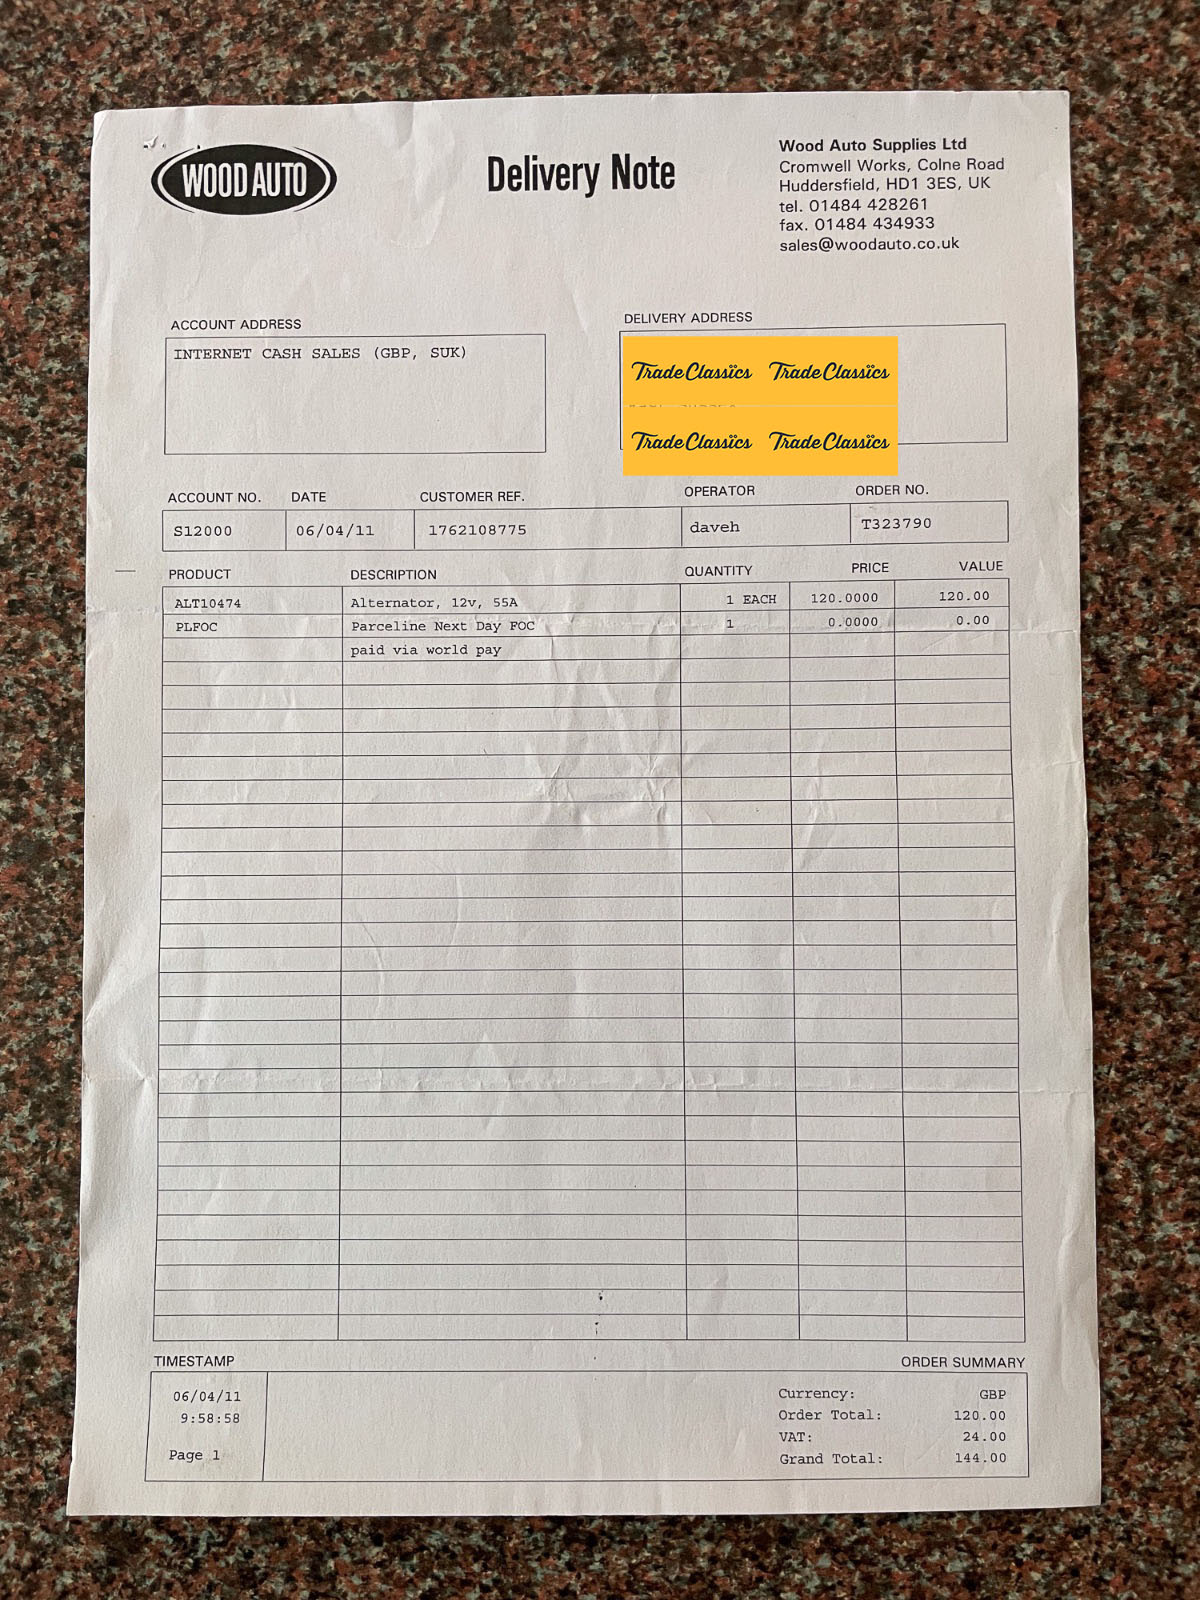 WOOD AUTO
Delivery Note
Wood Auto Supplies Ltd
Cromwell Works, Colne Road
Huddersfield, HD1 3ES, UK
tel. 01484 428261
fax. 01484 434933
sales@woodauto.co.uk
ACCOUNT ADDRESS
INTERNET CASH SALES (GBP, SUK)
DELIVERY ADDRESS
Trade Classics Trade Classics
Trade Classics Trade Classics
ACCOUNT NO. DATE CUSTOMER REF. OPERATOR ORDER NO.
S12000 06/04/11 1762108775 daveh T323790
PRODUCT DESCRIPTION QUANTITY PRICE VALUE
ALT10474 Alternator, 12v, 55A 1 EACH 120.0000 120.00
PLFOC Parceline Next Day FOC 1 0.0000 0.00
paid via world pay
TIMESTAMP ORDER SUMMARY
06/04/11 Currency: GBP
9:58:58 Order Total: 120.00
VAT: 24.00
Page 1 Grand Total: 144.00